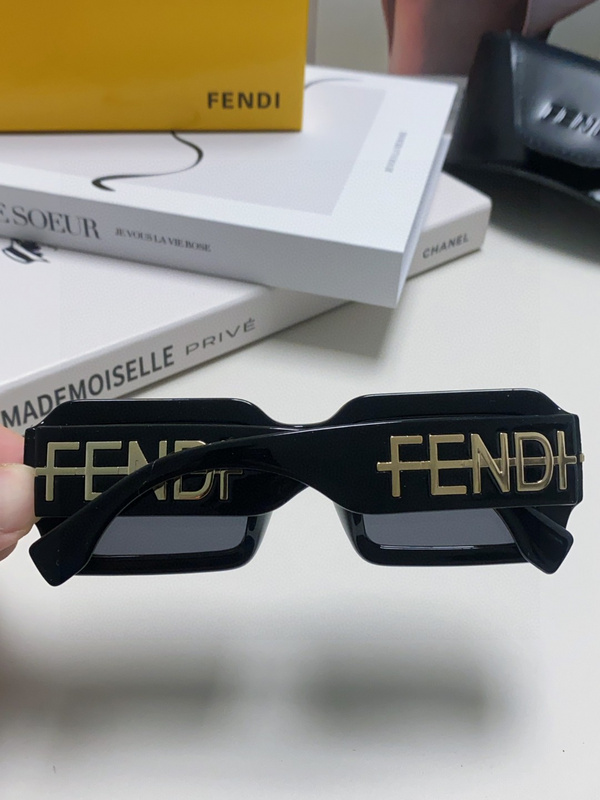 FENDI
E SOEUR JE VOUS LA VIE ROSE
CHANEL
MADEMOISELLE PRIVÉ
FENDI
FENDI